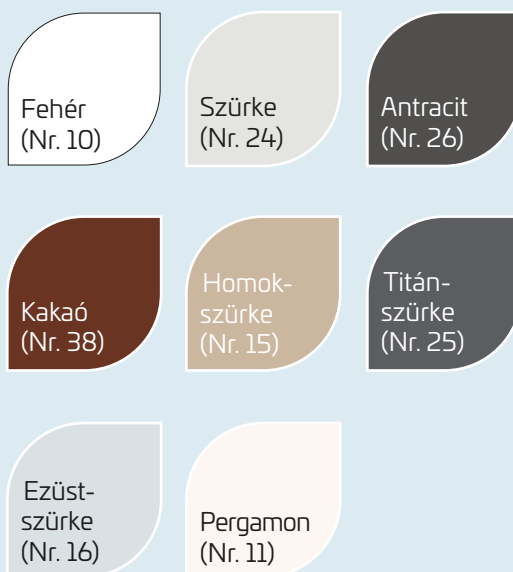 Fehér
(Nr. 10)
Szürke
(Nr. 24)
Antracit
(Nr. 26)
Kakaó
(Nr. 38)
Homok-
szürke
(Nr. 15)
Titán-
szürke
(Nr. 25)
Ezüst-
szürke
(Nr. 16)
Pergamon
(Nr. 11)